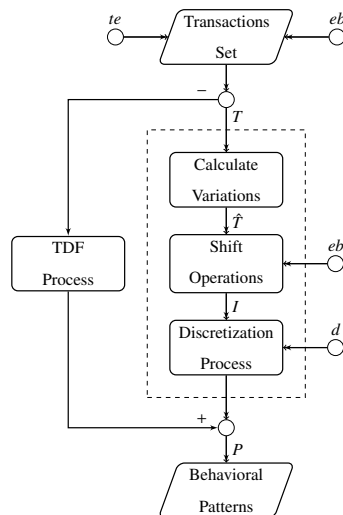 te
Transactions
Set
eb
−
T
Calculate
Variations
T̂
TDF
Process
Shift
Operations
eb
I
Discretization
Process
d
+
P
Behavioral
Patterns